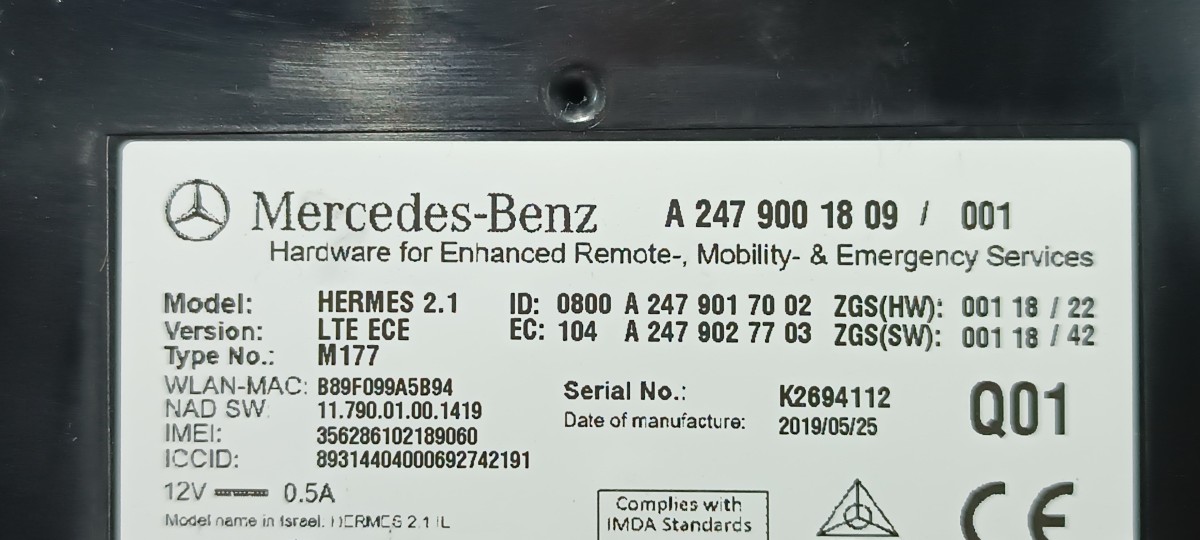 Mercedes-Benz A 247 900 18 09 / 001
Hardware for Enhanced Remote-, Mobility- & Emergency Services
Model: HERMES 2.1 ID: 0800 A 247 901 70 02 ZGS(HW): 001 18 / 22
Version: LTE ECE EC: 104 A 247 902 77 03 ZGS(SW): 001 18 / 42
Type No.: M177
WLAN-MAC: B89F099A5B94 Serial No.: K2694112 Q01
NAD SW 11.790.01.00.1419 Date of manufacture: 2019/05/25
IMEI: 356286102189060
ICCID: 89314404000692742191
12V 0.5A
Complies with
Model name in Israel. HERMES 2.1 IL IMDA Standards 2 CE